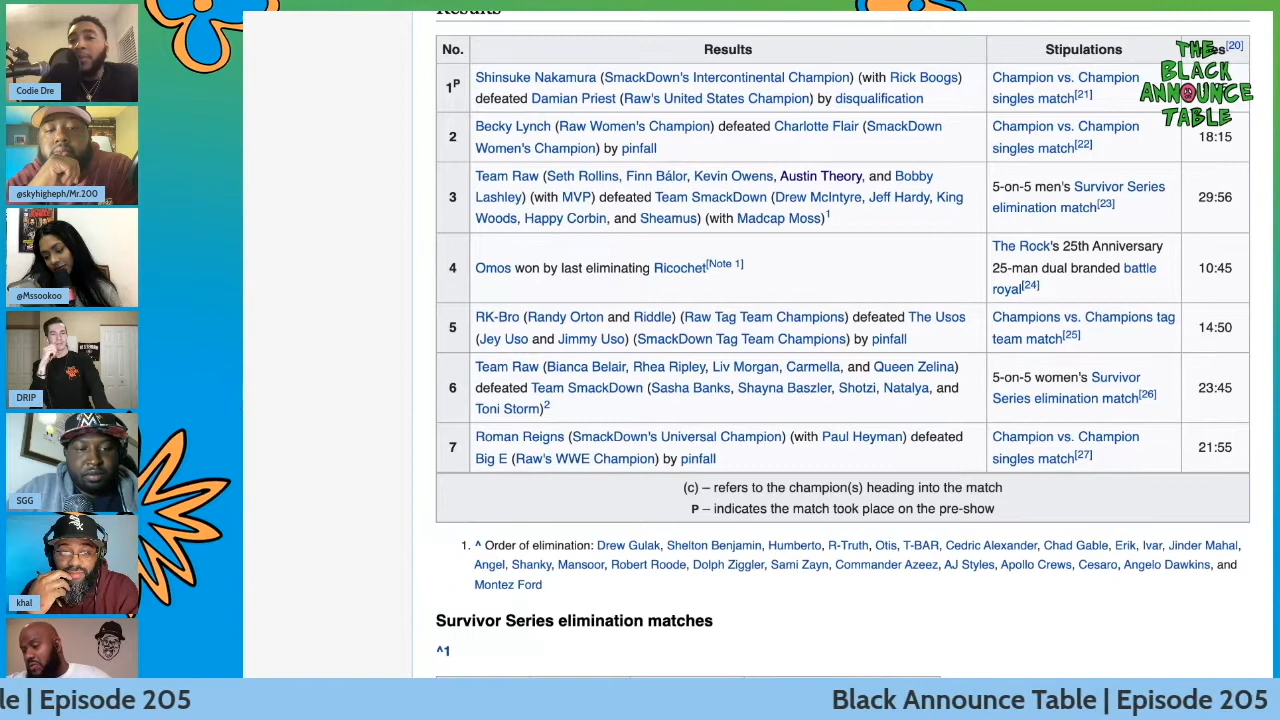 Codie Dre
@skyhigheph/Mr.200
@Mssookoo
DRIP
SGG
khal
Results
No. Results Stipulations es[20]
THE
BLACK
ANNOUNCE
TABLE
1P Shinsuke Nakamura (SmackDown's Intercontinental Champion) (with Rick Boogs)
defeated Damian Priest (Raw's United States Champion) by disqualification
Champion vs. Champion
singles match[21]
2 Becky Lynch (Raw Women's Champion) defeated Charlotte Flair (SmackDown
Women's Champion) by pinfall
Champion vs. Champion
singles match[22]
18:15
3 Team Raw (Seth Rollins, Finn Bálor, Kevin Owens, Austin Theory, and Bobby
Lashley) (with MVP) defeated Team SmackDown (Drew McIntyre, Jeff Hardy, King
Woods, Happy Corbin, and Sheamus) (with Madcap Moss)1
5-on-5 men's Survivor Series
elimination match[23]
29:56
4 Omos won by last eliminating Ricochet[Note 1]
The Rock's 25th Anniversary
25-man dual branded battle
royal[24]
10:45
5 RK-Bro (Randy Orton and Riddle) (Raw Tag Team Champions) defeated The Usos
(Jey Uso and Jimmy Uso) (SmackDown Tag Team Champions) by pinfall
Champions vs. Champions tag
team match[25]
14:50
6 Team Raw (Bianca Belair, Rhea Ripley, Liv Morgan, Carmella, and Queen Zelina)
defeated Team SmackDown (Sasha Banks, Shayna Baszler, Shotzi, Natalya, and
Toni Storm)2
5-on-5 women's Survivor
Series elimination match[26]
23:45
7 Roman Reigns (SmackDown's Universal Champion) (with Paul Heyman) defeated
Big E (Raw's WWE Champion) by pinfall
Champion vs. Champion
singles match[27]
21:55
(c) – refers to the champion(s) heading into the match
P – indicates the match took place on the pre-show
1. ^ Order of elimination: Drew Gulak, Shelton Benjamin, Humberto, R-Truth, Otis, T-BAR, Cedric Alexander, Chad Gable, Erik, Ivar, Jinder Mahal,
Angel, Shanky, Mansoor, Robert Roode, Dolph Ziggler, Sami Zayn, Commander Azeez, AJ Styles, Apollo Crews, Cesaro, Angelo Dawkins, and
Montez Ford
Survivor Series elimination matches
^1
le | Episode 205
Black Announce Table | Episode 205